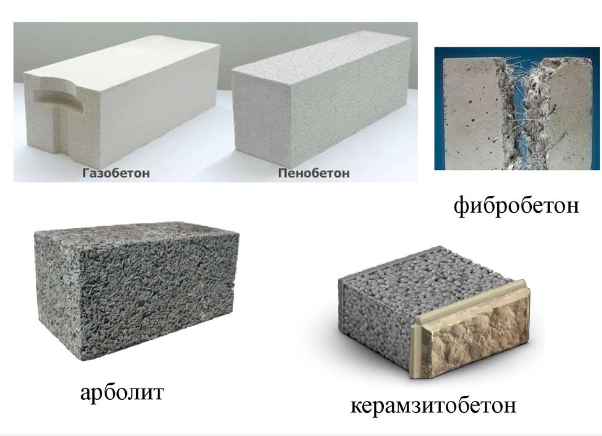 Газобетон
Пенобетон
фибробетон
арболит
керамзитобетон